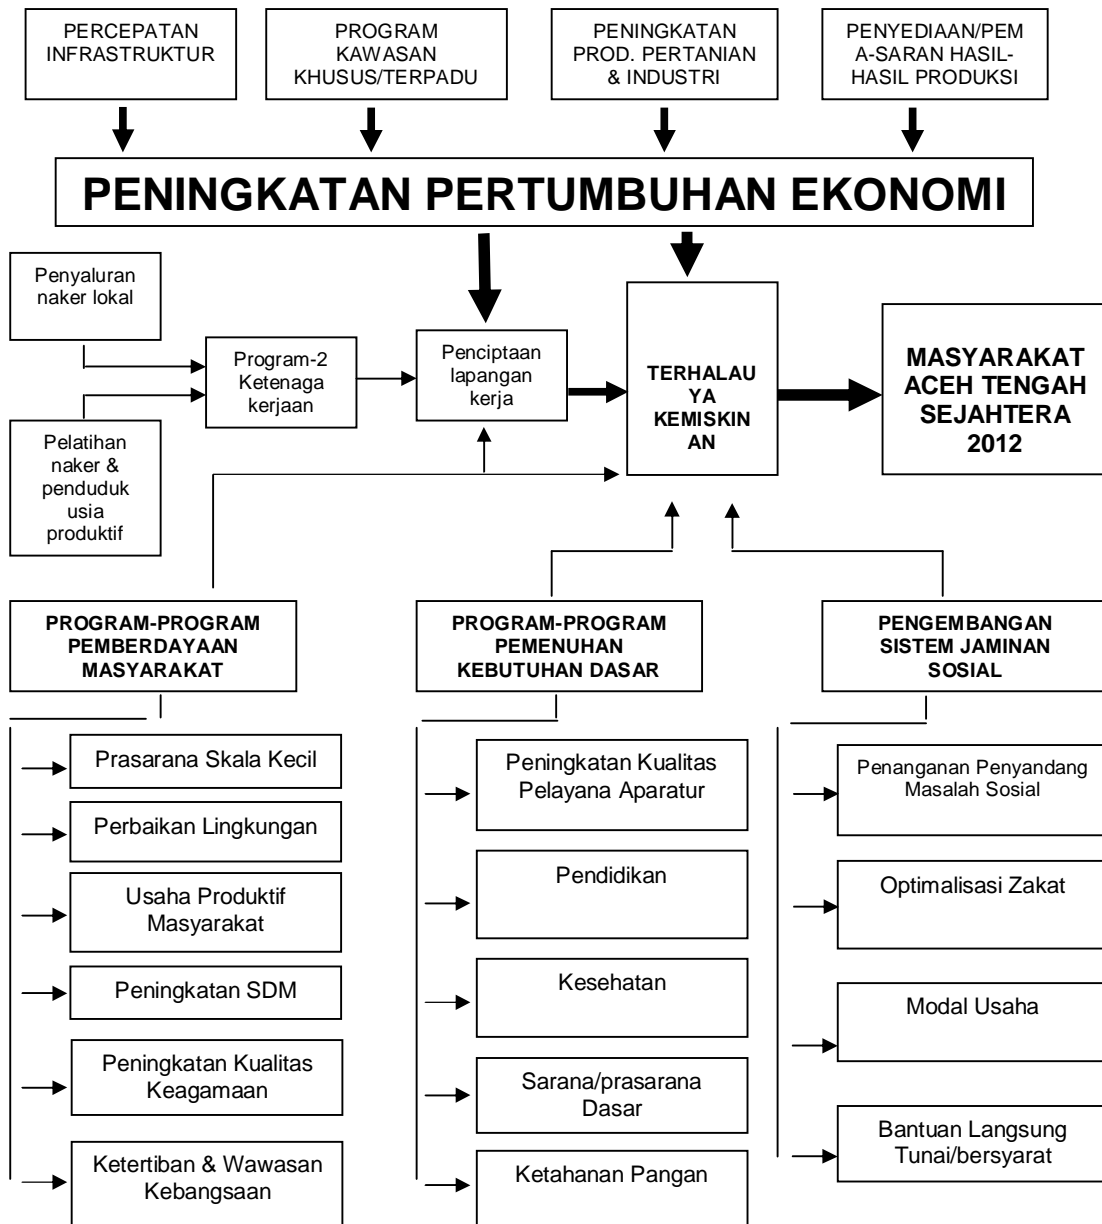 PERCEPATAN
INFRASTRUKTUR
PROGRAM
KAWASAN
KHUSUS/TERPADU
PENINGKATAN
PROD. PERTANIAN
& INDUSTRI
PENYEDIAAN/PEM
A-SARAN HASIL-
HASIL PRODUKSI
PENINGKATAN PERTUMBUHAN EKONOMI
Penyaluran
naker lokal
Program-2
Ketenaga
kerjaan
Penciptaan
lapangan
kerja
TERHALAU
YA
KEMISKIN
AN
MASYARAKAT
ACEH TENGAH
SEJAHTERA
2012
Pelatihan
naker &
penduduk
usia
produktif
PROGRAM-PROGRAM
PEMBERDAYAAN
MASYARAKAT
PROGRAM-PROGRAM
PEMENUHAN
KEBUTUHAN DASAR
PENGEMBANGAN
SISTEM JAMINAN
SOSIAL
Prasarana Skala Kecil
Perbaikan Lingkungan
Usaha Produktif
Masyarakat
Peningkatan SDM
Peningkatan Kualitas
Keagamaan
Ketertiban & Wawasan
Kebangsaan
Peningkatan Kualitas
Pelayana Aparatur
Pendidikan
Kesehatan
Sarana/prasarana
Dasar
Ketahanan Pangan
Penanganan Penyandang
Masalah Sosial
Optimalisasi Zakat
Modal Usaha
Bantuan Langsung
Tunai/bersyarat